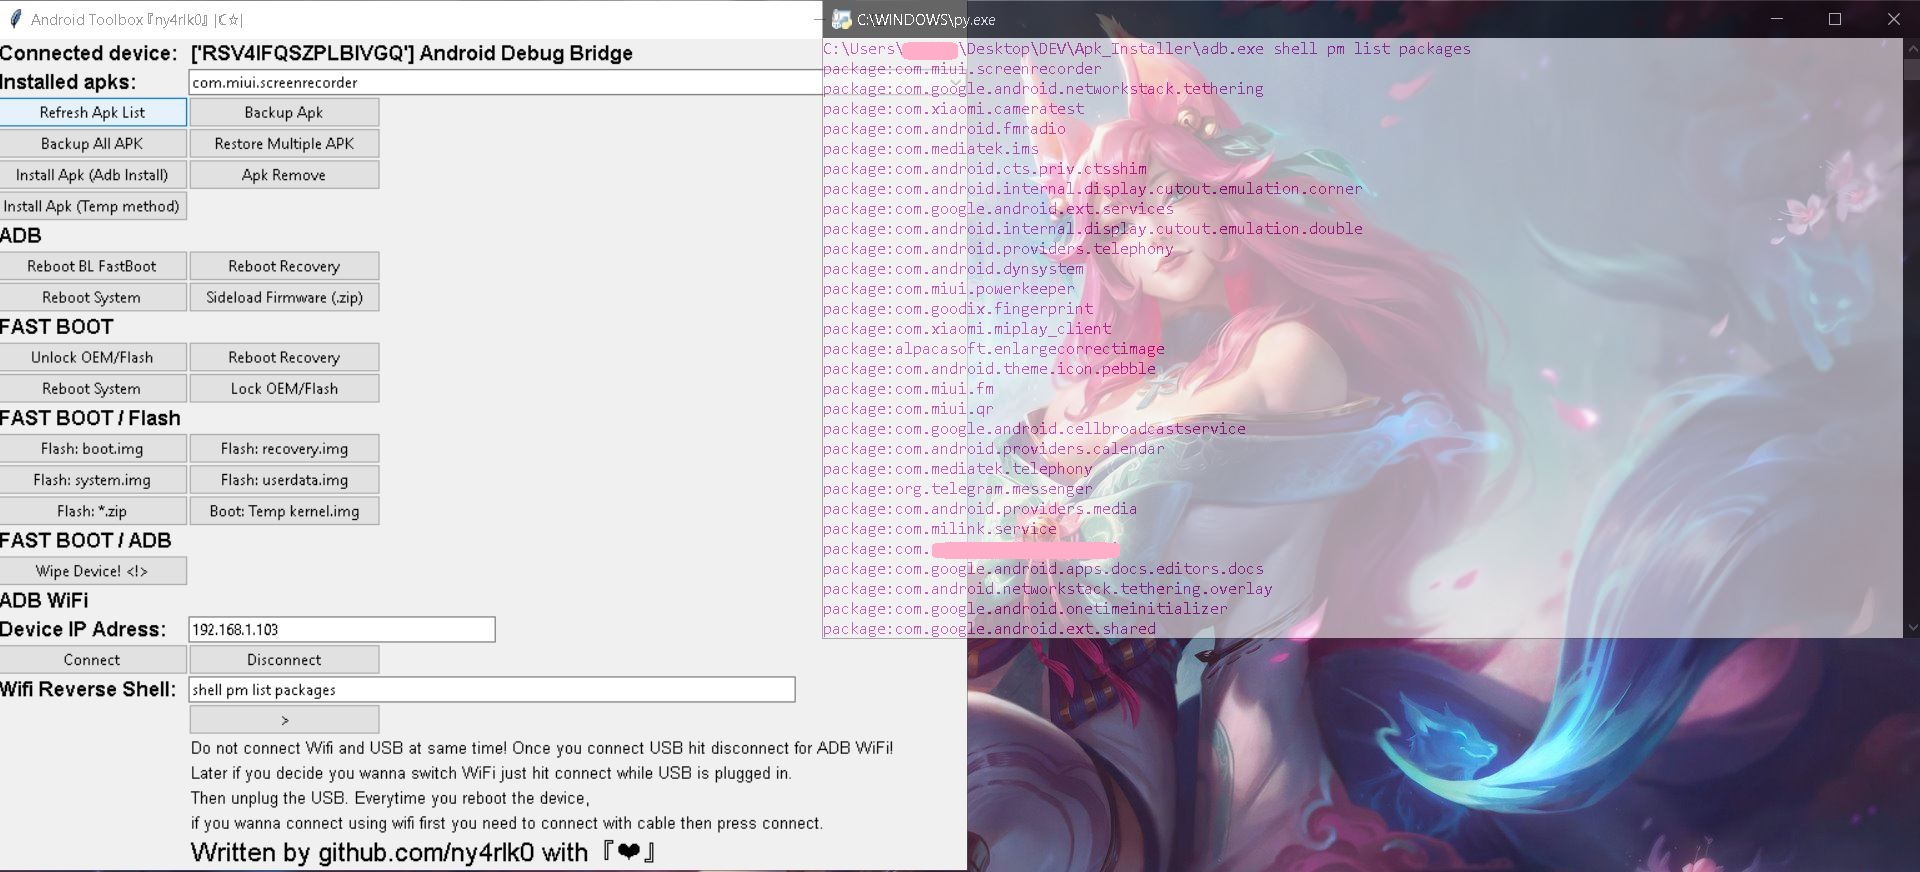 Android Toolbox『ny4rlk0』|☾☆|
Connected device: ['RSV4IFQSZPLBIVGQ'] Android Debug Bridge
Installed apks: com.miui.screenrecorder
Refresh Apk List Backup Apk
Backup All APK Restore Multiple APK
Install Apk (Adb Install) Apk Remove
Install Apk (Temp method)
ADB
Reboot BL FastBoot Reboot Recovery
Reboot System Sideload Firmware (.zip)
FAST BOOT
Unlock OEM/Flash Reboot Recovery
Reboot System Lock OEM/Flash
FAST BOOT / Flash
Flash: boot.img Flash: recovery.img
Flash: system.img Flash: userdata.img
Flash: *.zip Boot: Temp kernel.img
FAST BOOT / ADB
Wipe Device! <!>
ADB WiFi
Device IP Adress: 192.168.1.103
Connect Disconnect
Wifi Reverse Shell: shell pm list packages
>
Do not connect Wifi and USB at same time! Once you connect USB hit disconnect for ADB WiFi!
Later if you decide you wanna switch WiFi just hit connect while USB is plugged in.
Then unplug the USB. Everytime you reboot the device,
if you wanna connect using wifi first you need to connect with cable then press connect.
Written by github.com/ny4rlk0 with『❤』
C:\WINDOWS\py.exe
C:\Users\ \Desktop\DEV\Apk_Installer\adb.exe shell pm list packages
package:com.miui.screenrecorder
package:com.google.android.networkstack.tethering
package:com.xiaomi.cameratest
package:com.android.fmradio
package:com.mediatek.ims
package:com.android.cts.priv.ctsshim
package:com.android.internal.display.cutout.emulation.corner
package:com.google.android.ext.services
package:com.android.internal.display.cutout.emulation.double
package:com.android.providers.telephony
package:com.android.dynsystem
package:com.miui.powerkeeper
package:com.goodix.fingerprint
package:com.xiaomi.miplay_client
package:alpacasoft.enlargecorrectimage
package:com.android.theme.icon.pebble
package:com.miui.fm
package:com.miui.qr
package:com.google.android.cellbroadcastservice
package:com.android.providers.calendar
package:com.mediatek.telephony
package:org.telegram.messenger
package:com.android.providers.media
package:com.milink.service
package:com.
package:com.google.android.apps.docs.editors.docs
package:com.android.networkstack.tethering.overlay
package:com.google.android.onetimeinitializer
package:com.google.android.ext.shared